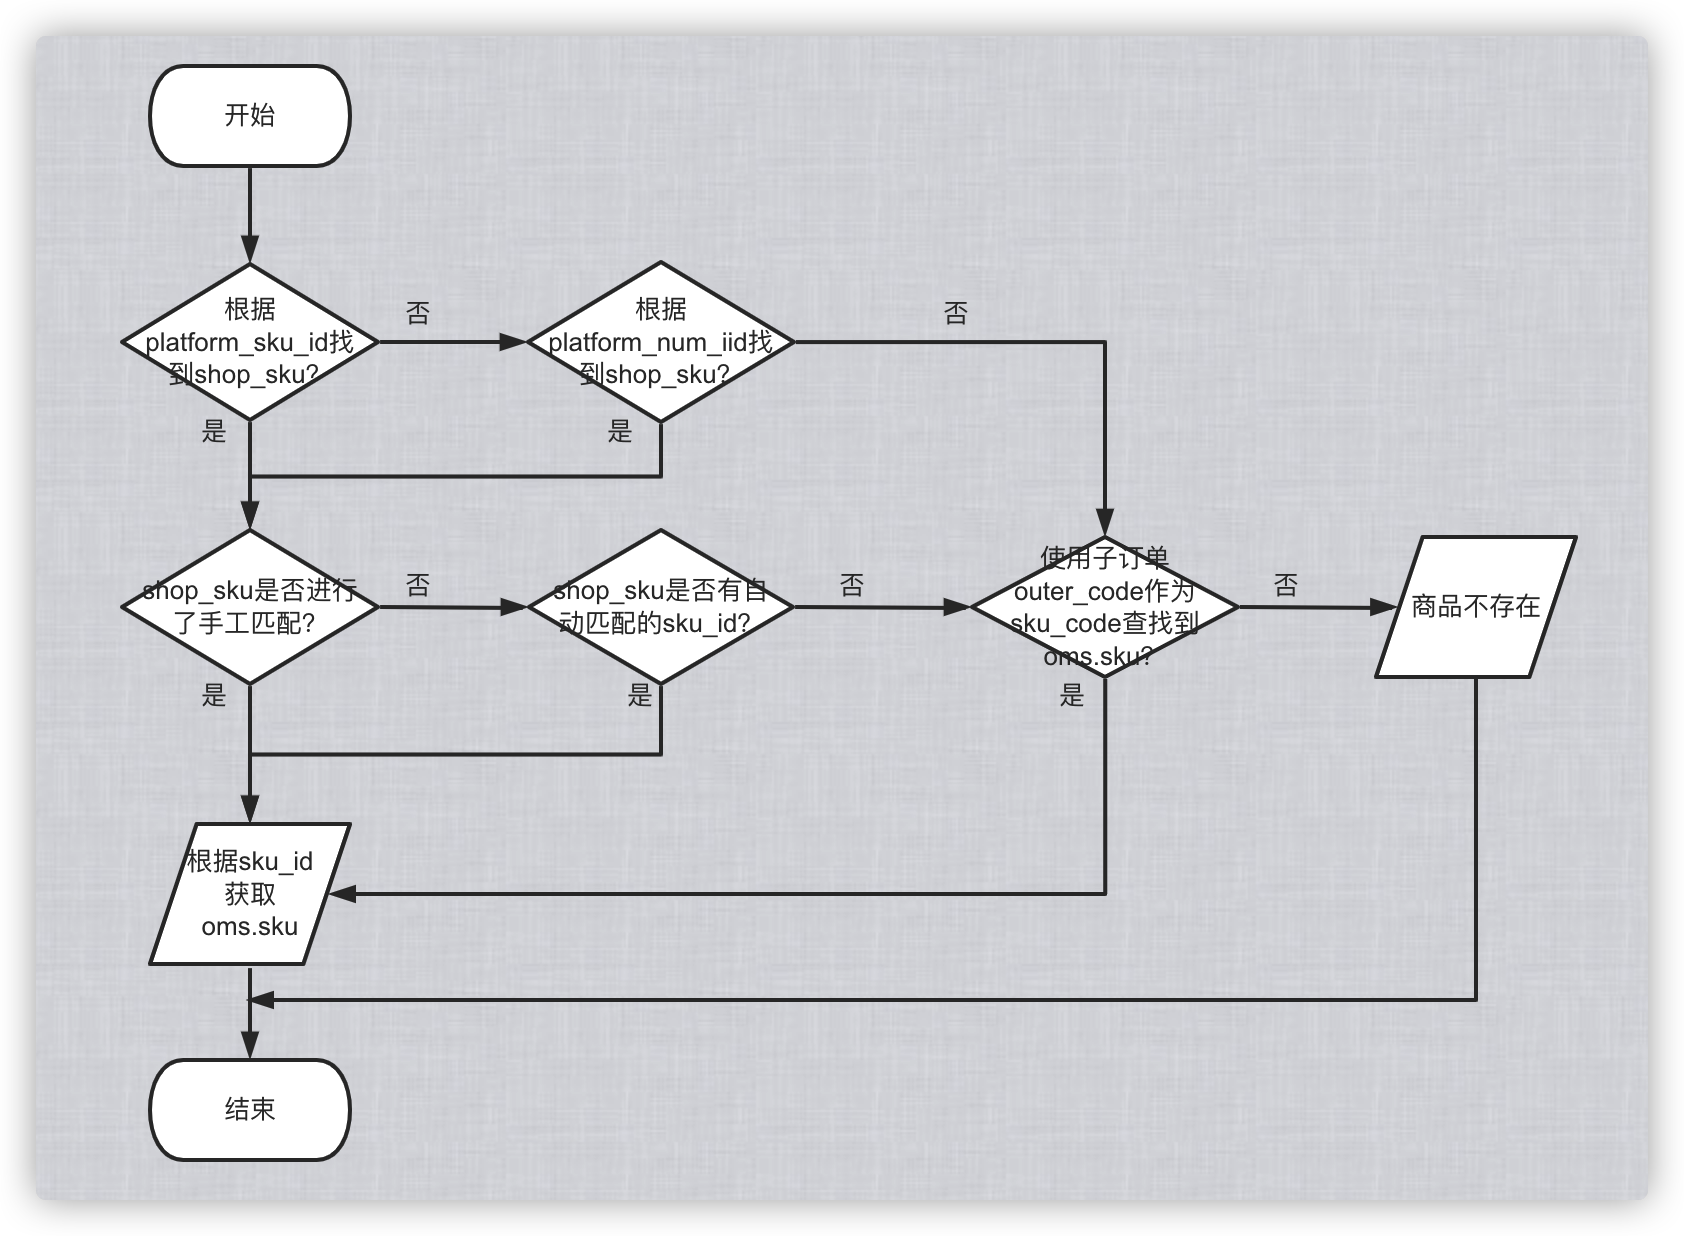 开始
根据
platform_sku_id找
到shop_sku?
否
根据
platform_num_iid找
到shop_sku?
否
是
是
shop_sku是否进行
了手工匹配?
否
shop_sku是否有自
动匹配的sku_id?
否
使用子订单
outer_code作为
sku_code查找到
oms.sku?
否
商品不存在
是
是
是
根据sku_id
获取
oms.sku
结束